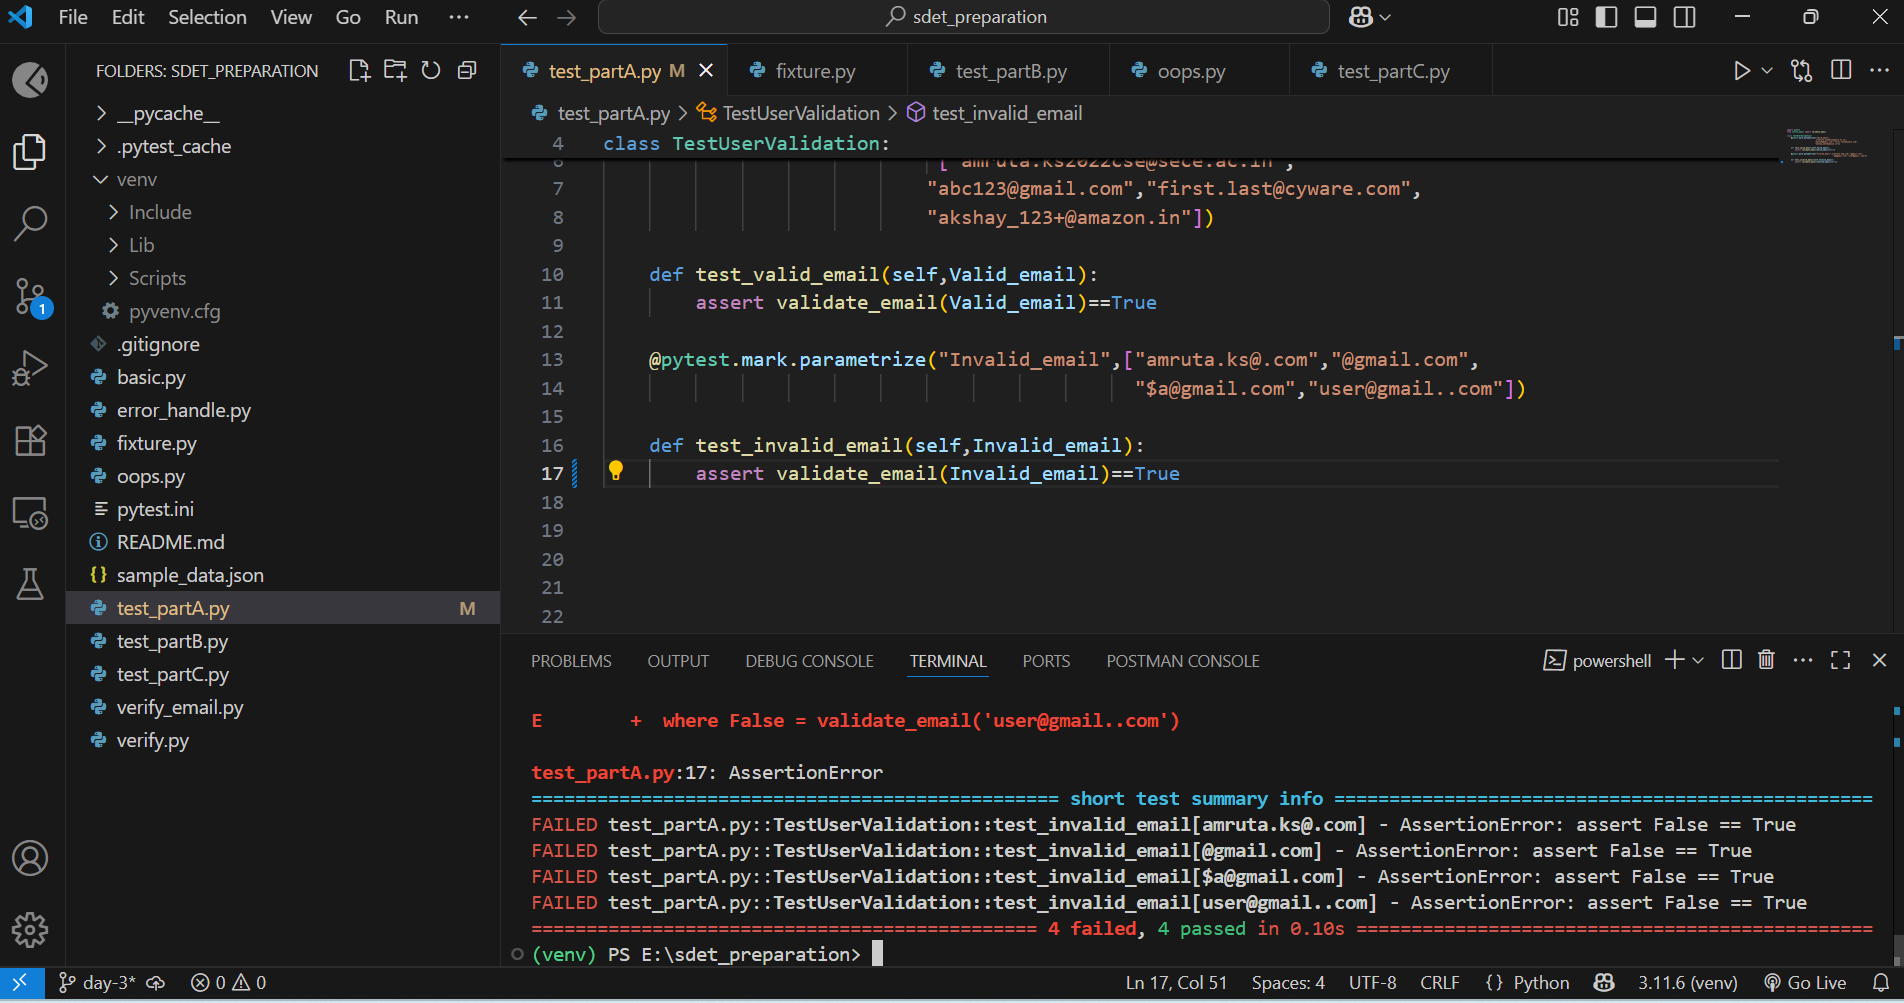 File Edit Selection View Go Run ··· sdet_preparation
FOLDERS: SDET_PREPARATION
__pycache__
.pytest_cache
venv
Include
Lib
Scripts
pyvenv.cfg
.gitignore
basic.py
error_handle.py
fixture.py
oops.py
pytest.ini
README.md
{} sample_data.json
test_partA.py M
test_partB.py
test_partC.py
verify_email.py
verify.py
1
test_partA.py M fixture.py test_partB.py oops.py test_partC.py
test_partA.py > TestUserValidation > test_invalid_email
4 class TestUserValidation:
6 ["amruta.ks2022cse@sece.ac.in",
7 "abc123@gmail.com","first.last@cyware.com",
8 "akshay_123+@amazon.in"])
9
10 def test_valid_email(self,Valid_email):
11 assert validate_email(Valid_email)==True
12
13 @pytest.mark.parametrize("Invalid_email",["amruta.ks@.com","@gmail.com",
14 "$a@gmail.com","user@gmail..com"])
15
16 def test_invalid_email(self,Invalid_email):
17 assert validate_email(Invalid_email)==True
18
19
20
21
22
PROBLEMS OUTPUT DEBUG CONSOLE TERMINAL PORTS POSTMAN CONSOLE powershell
E + where False = validate_email('user@gmail..com')
test_partA.py:17: AssertionError
================================================ short test summary info =================================================
FAILED test_partA.py::TestUserValidation::test_invalid_email[amruta.ks@.com] - AssertionError: assert False == True
FAILED test_partA.py::TestUserValidation::test_invalid_email[@gmail.com] - AssertionError: assert False == True
FAILED test_partA.py::TestUserValidation::test_invalid_email[$a@gmail.com] - AssertionError: assert False == True
FAILED test_partA.py::TestUserValidation::test_invalid_email[user@gmail..com] - AssertionError: assert False == True
============================================== 4 failed, 4 passed in 0.10s ===============================================
(venv) PS E:\sdet_preparation>
day-3* 0 0 Ln 17, Col 51 Spaces: 4 UTF-8 CRLF {} Python 3.11.6 (venv) Go Live